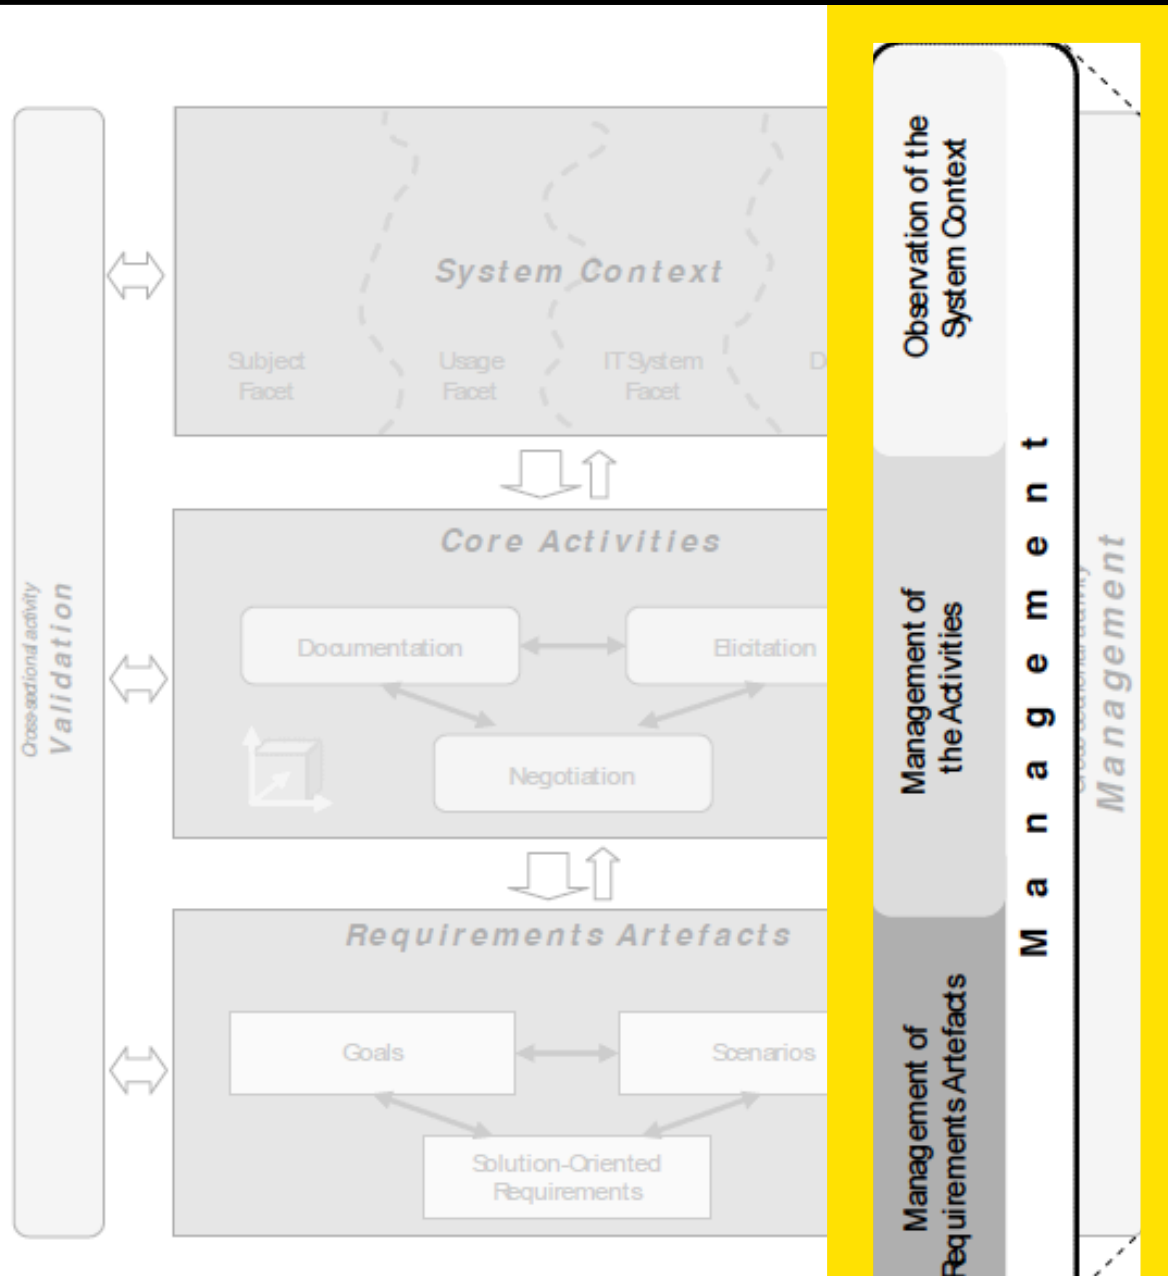 Cross-sectional activity
Validation
System Context
Subject
Facet
Usage
Facet
IT System
Facet
Core Activities
Documentation
Elicitation
Negotiation
Requirements Artefacts
Goals
Scenarios
Solution-Oriented
Requirements
Observation of the
System Context
Management of
the Activities
Management of
Requirements Artefacts
Management
Management